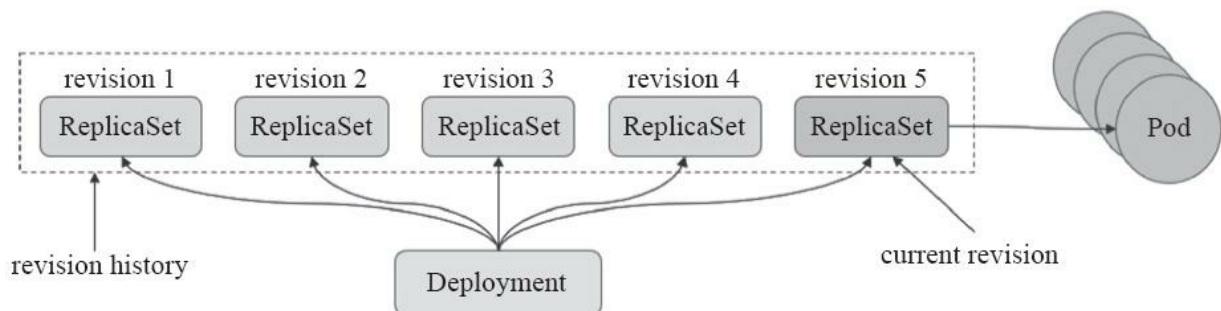 revision 1 revision 2 revision 3 revision 4 revision 5
ReplicaSet ReplicaSet ReplicaSet ReplicaSet ReplicaSet Pod
revision history Deployment current revision